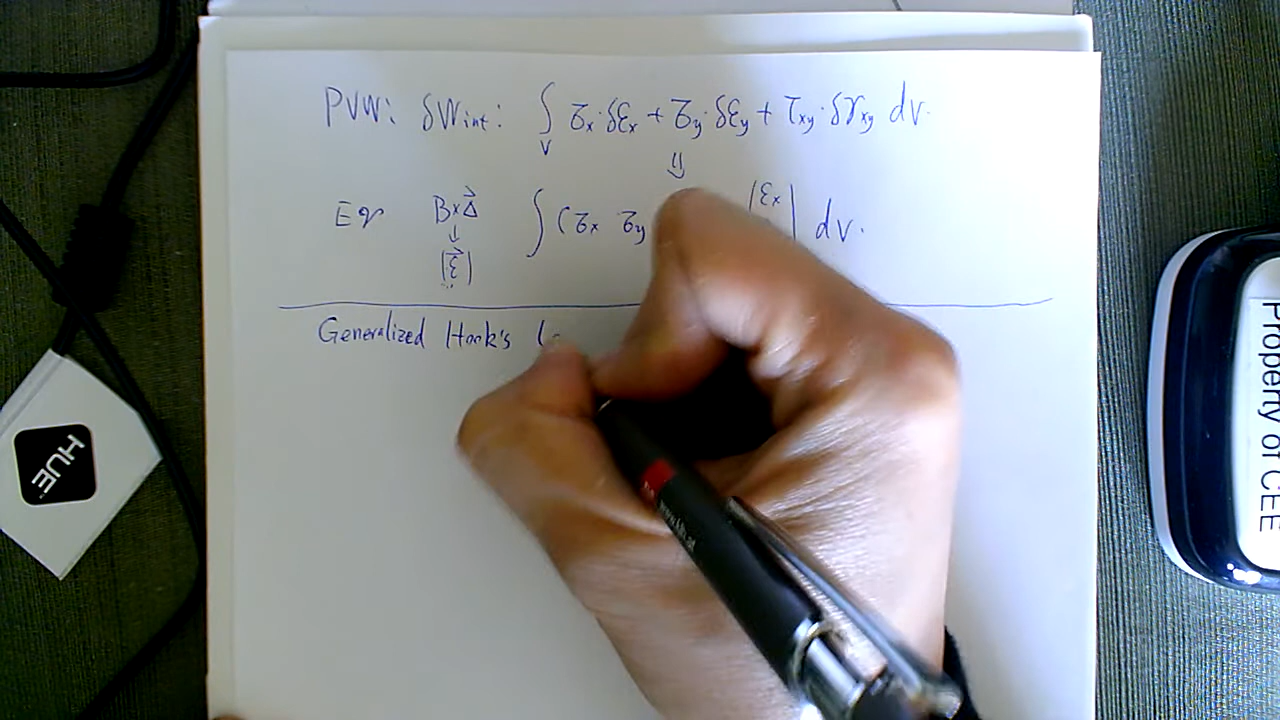 PVW: δWint: ∫V σx·δεx + σy·δεy + τxy·δγxy dv.
⇓
Eq B×Δ⃗ ∫(σx σy |εx| dv.
↓
|ε⃗|
Generalized Hook's
HUE
Property of CEE